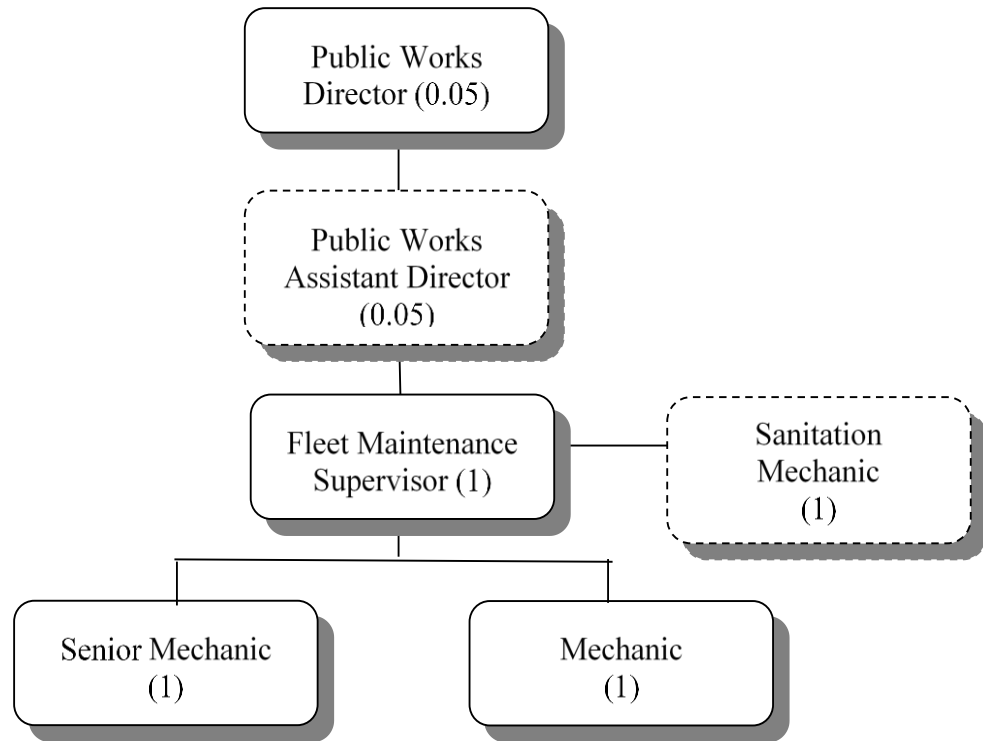 Public Works
Director (0.05)
Public Works
Assistant Director
(0.05)
Fleet Maintenance
Supervisor (1)
Sanitation
Mechanic
(1)
Senior Mechanic
(1)
Mechanic
(1)